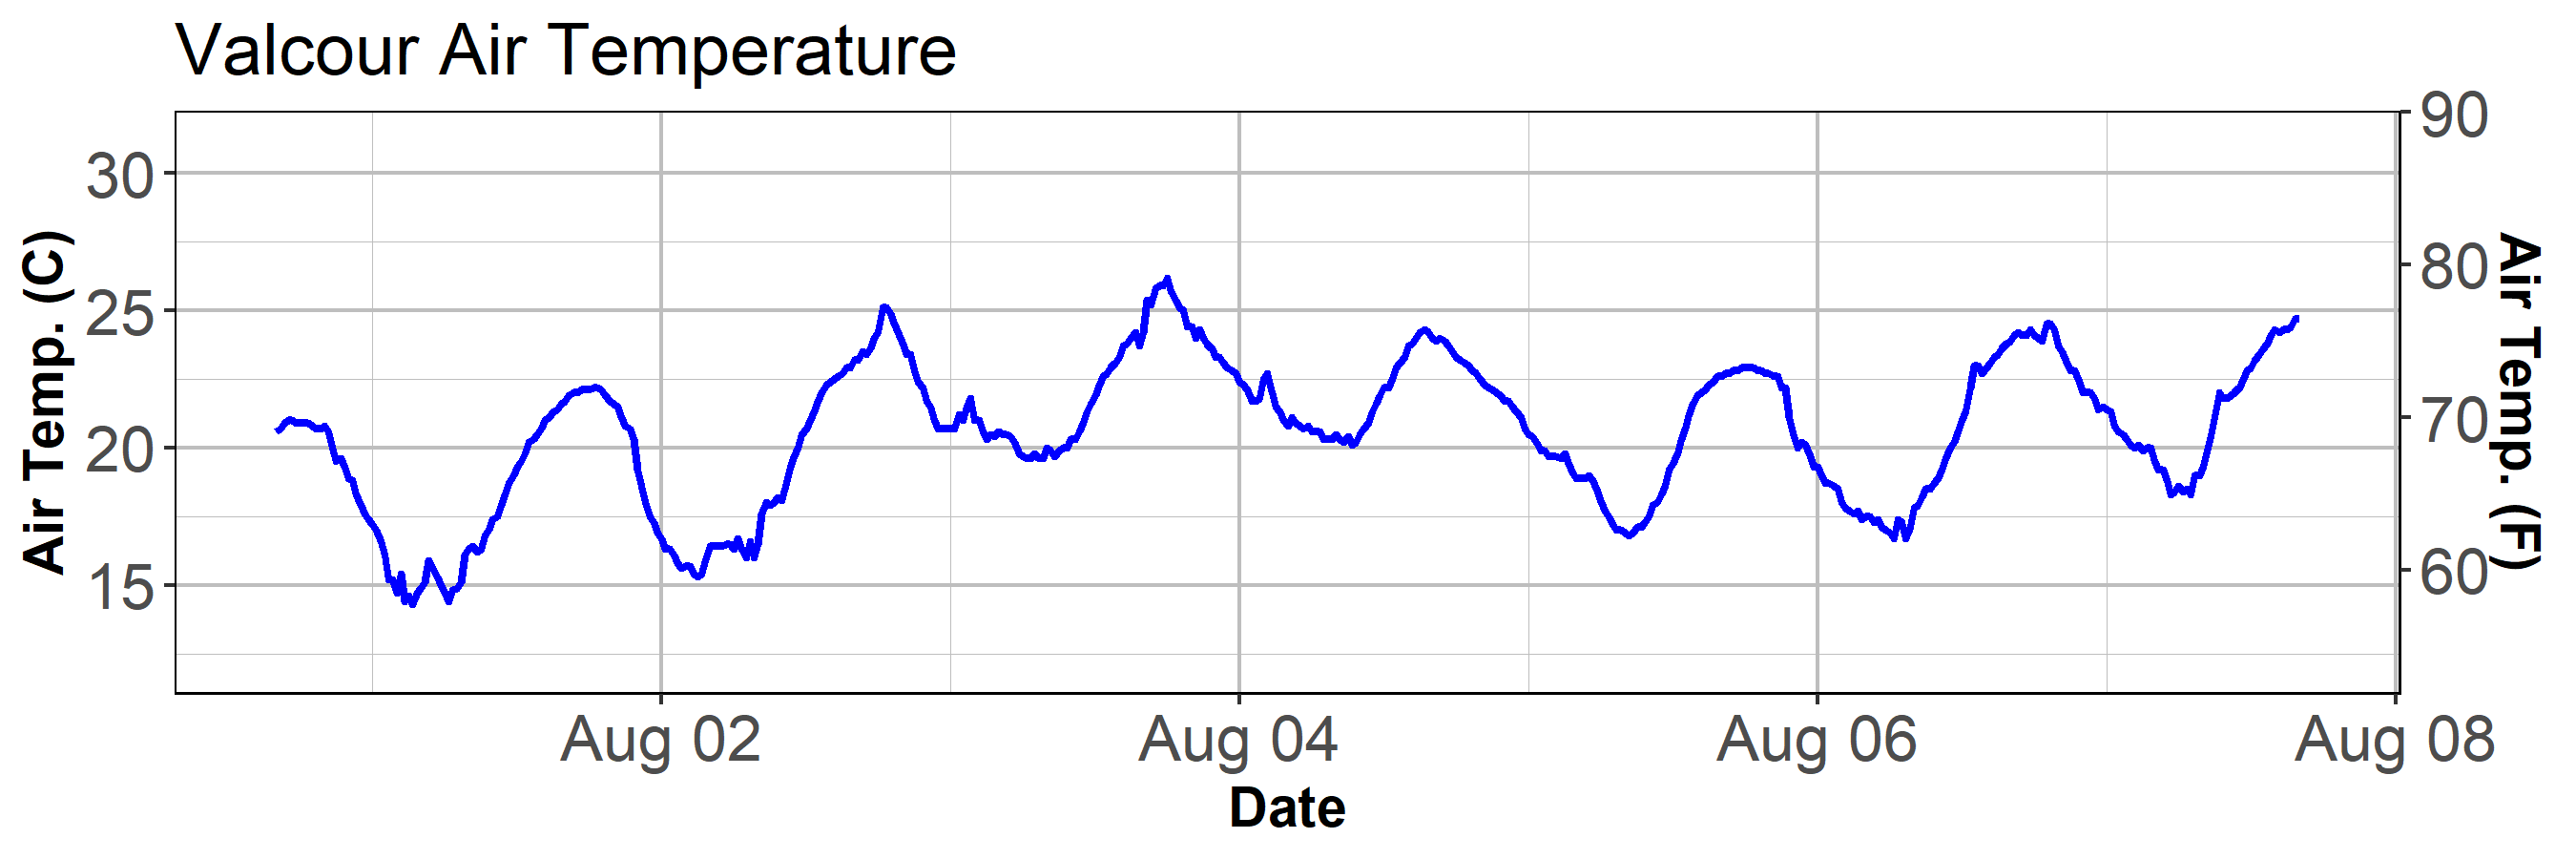 Valcour Air Temperature
Air Temp. (C)
30
25
20
15
90
80
70
60
Air Temp. (F)
Aug 02
Aug 04
Aug 06
Aug 08
Date